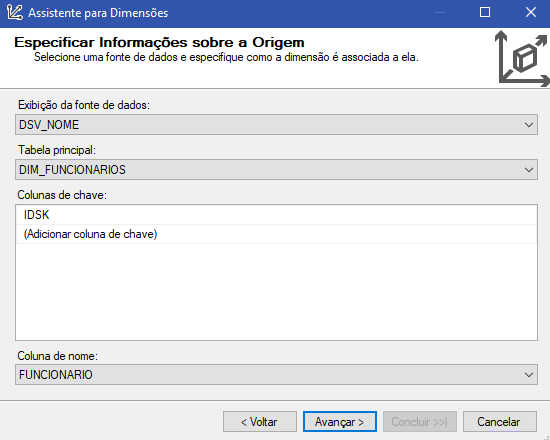 Assistente para Dimensões
Especificar Informações sobre a Origem
Selecione uma fonte de dados e especifique como a dimensão é associada a ela.
Exibição da fonte de dados:
DSV_NOME
Tabela principal:
DIM_FUNCIONARIOS
Colunas de chave:
IDSK
(Adicionar coluna de chave)
Coluna de nome:
FUNCIONARIO
< Voltar
Avançar >
Concluir >>|
Cancelar